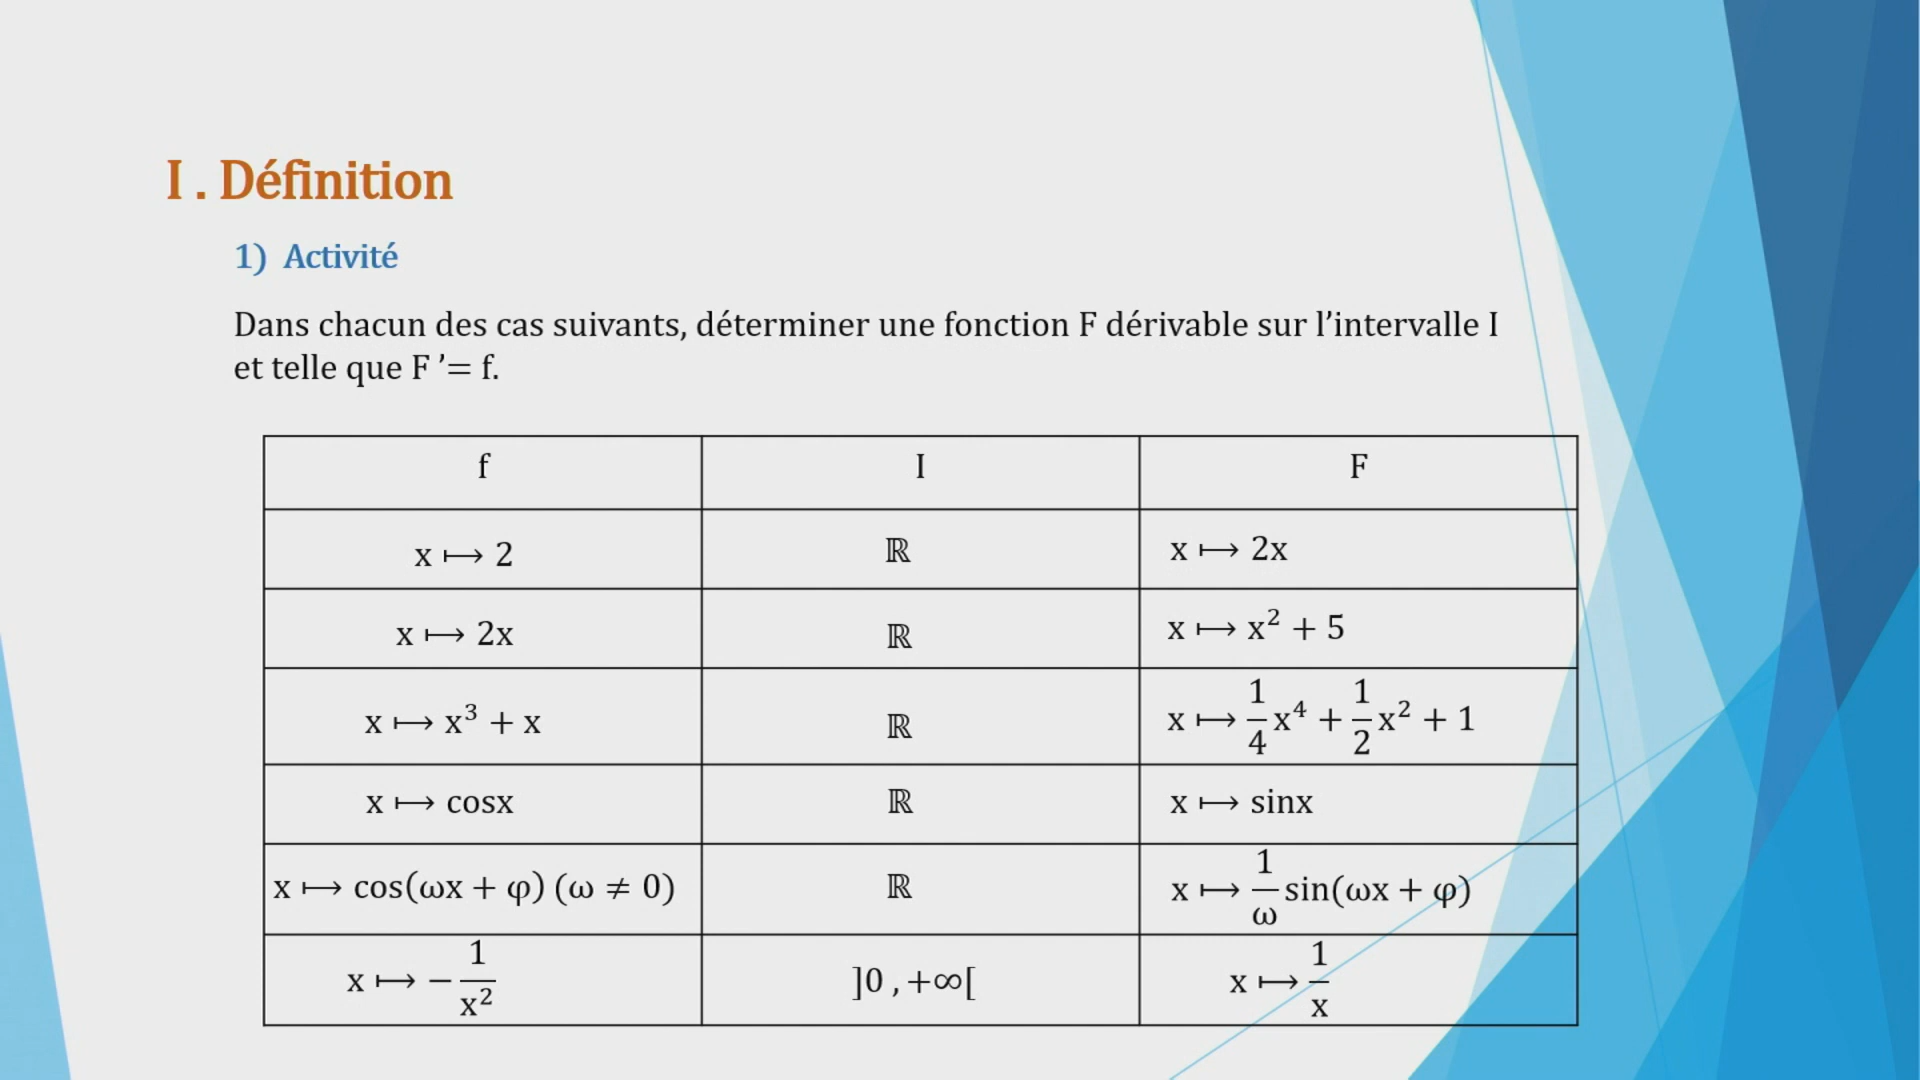 I . Définition
1) Activité
Dans chacun des cas suivants, déterminer une fonction F dérivable sur l’intervalle I
et telle que F ’= f.
f I F
x ⟼ 2 ℝ x ⟼ 2x
x ⟼ 2x ℝ x ⟼ x² + 5
x ⟼ x³ + x ℝ x ⟼ 1/4 x⁴ + 1/2 x² + 1
x ⟼ cosx ℝ x ⟼ sinx
x ⟼ cos(ωx + φ) (ω ≠ 0) ℝ x ⟼ 1/ω sin(ωx + φ)
x ⟼ − 1/x² ]0 , +∞[ x ⟼ 1/x